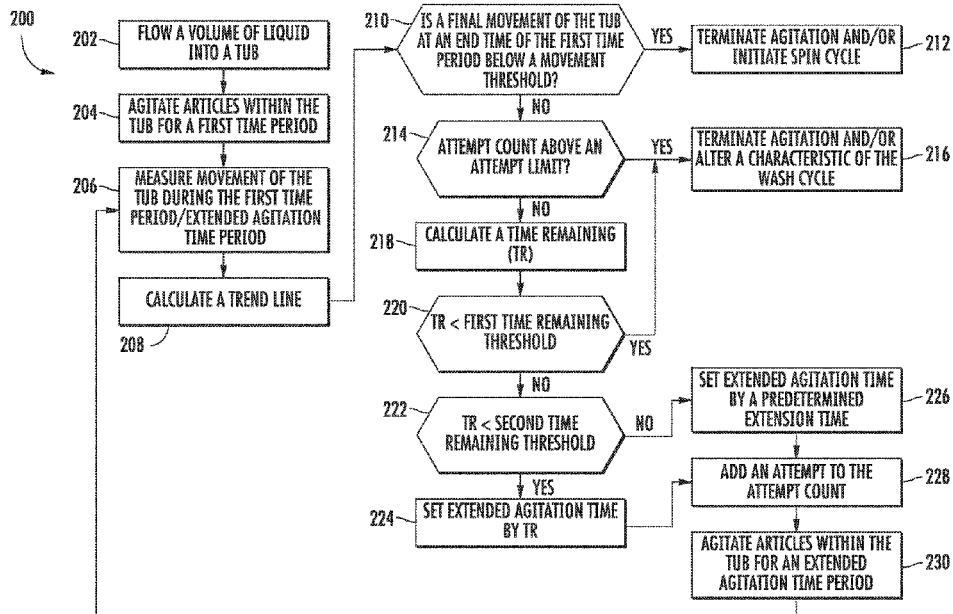 200
202
FLOW A VOLUME OF LIQUID
INTO A TUB
204
AGITATE ARTICLES WITHIN THE
TUB FOR A FIRST TIME PERIOD
206
MEASURE MOVEMENT OF THE
TUB DURING THE FIRST TIME
PERIOD/EXTENDED AGITATION
TIME PERIOD
CALCULATE A TREND LINE
208
210
IS A FINAL MOVEMENT OF THE TUB
AT AN END TIME OF THE FIRST TIME
PERIOD BELOW A MOVEMENT
THRESHOLD?
YES
TERMINATE AGITATION AND/OR
INITIATE SPIN CYCLE
212
NO
214
ATTEMPT COUNT ABOVE AN
ATTEMPT LIMIT?
YES
TERMINATE AGITATION AND/OR
ALTER A CHARACTERISTIC OF THE
WASH CYCLE
216
NO
218
CALCULATE A TIME REMAINING
(TR)
220
TR < FIRST TIME REMAINING
THRESHOLD
YES
NO
222
TR < SECOND TIME
REMAINING THRESHOLD
NO
SET EXTENDED AGITATION TIME
BY A PREDETERMINED
EXTENSION TIME
226
YES
224
SET EXTENDED AGITATION TIME
BY TR
ADD AN ATTEMPT TO THE
ATTEMPT COUNT
228
AGITATE ARTICLES WITHIN THE
TUB FOR AN EXTENDED
AGITATION TIME PERIOD
230